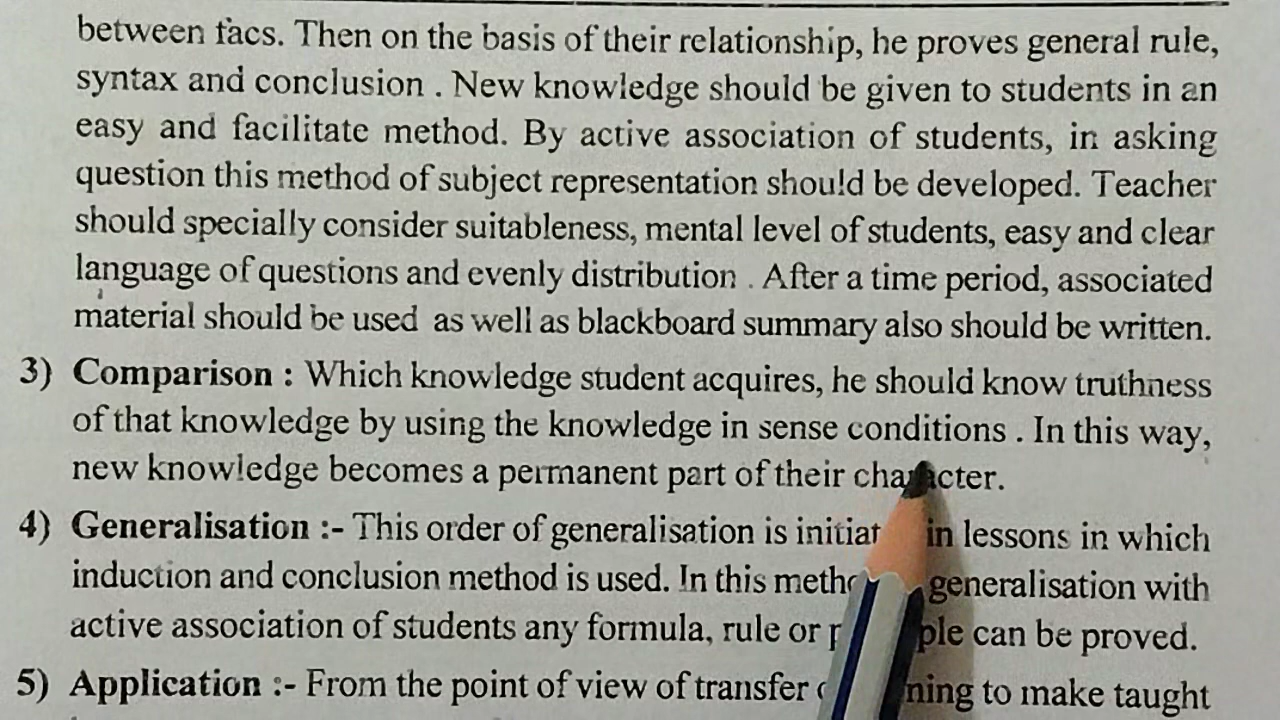 between facs. Then on the basis of their relationship, he proves general rule,
syntax and conclusion . New knowledge should be given to students in an
easy and facilitate method. By active association of students, in asking
question this method of subject representation should be developed. Teacher
should specially consider suitableness, mental level of students, easy and clear
language of questions and evenly distribution . After a time period, associated
material should be used as well as blackboard summary also should be written.
3) Comparison : Which knowledge student acquires, he should know truthness
of that knowledge by using the knowledge in sense conditions . In this way,
new knowledge becomes a permanent part of their character.
4) Generalisation :- This order of generalisation is in lessons in which
induction and conclusion method is used. In this generalisation with
active association of students any formula, rule or can be proved.
5) Application :- From the point of view of transfer to make taught